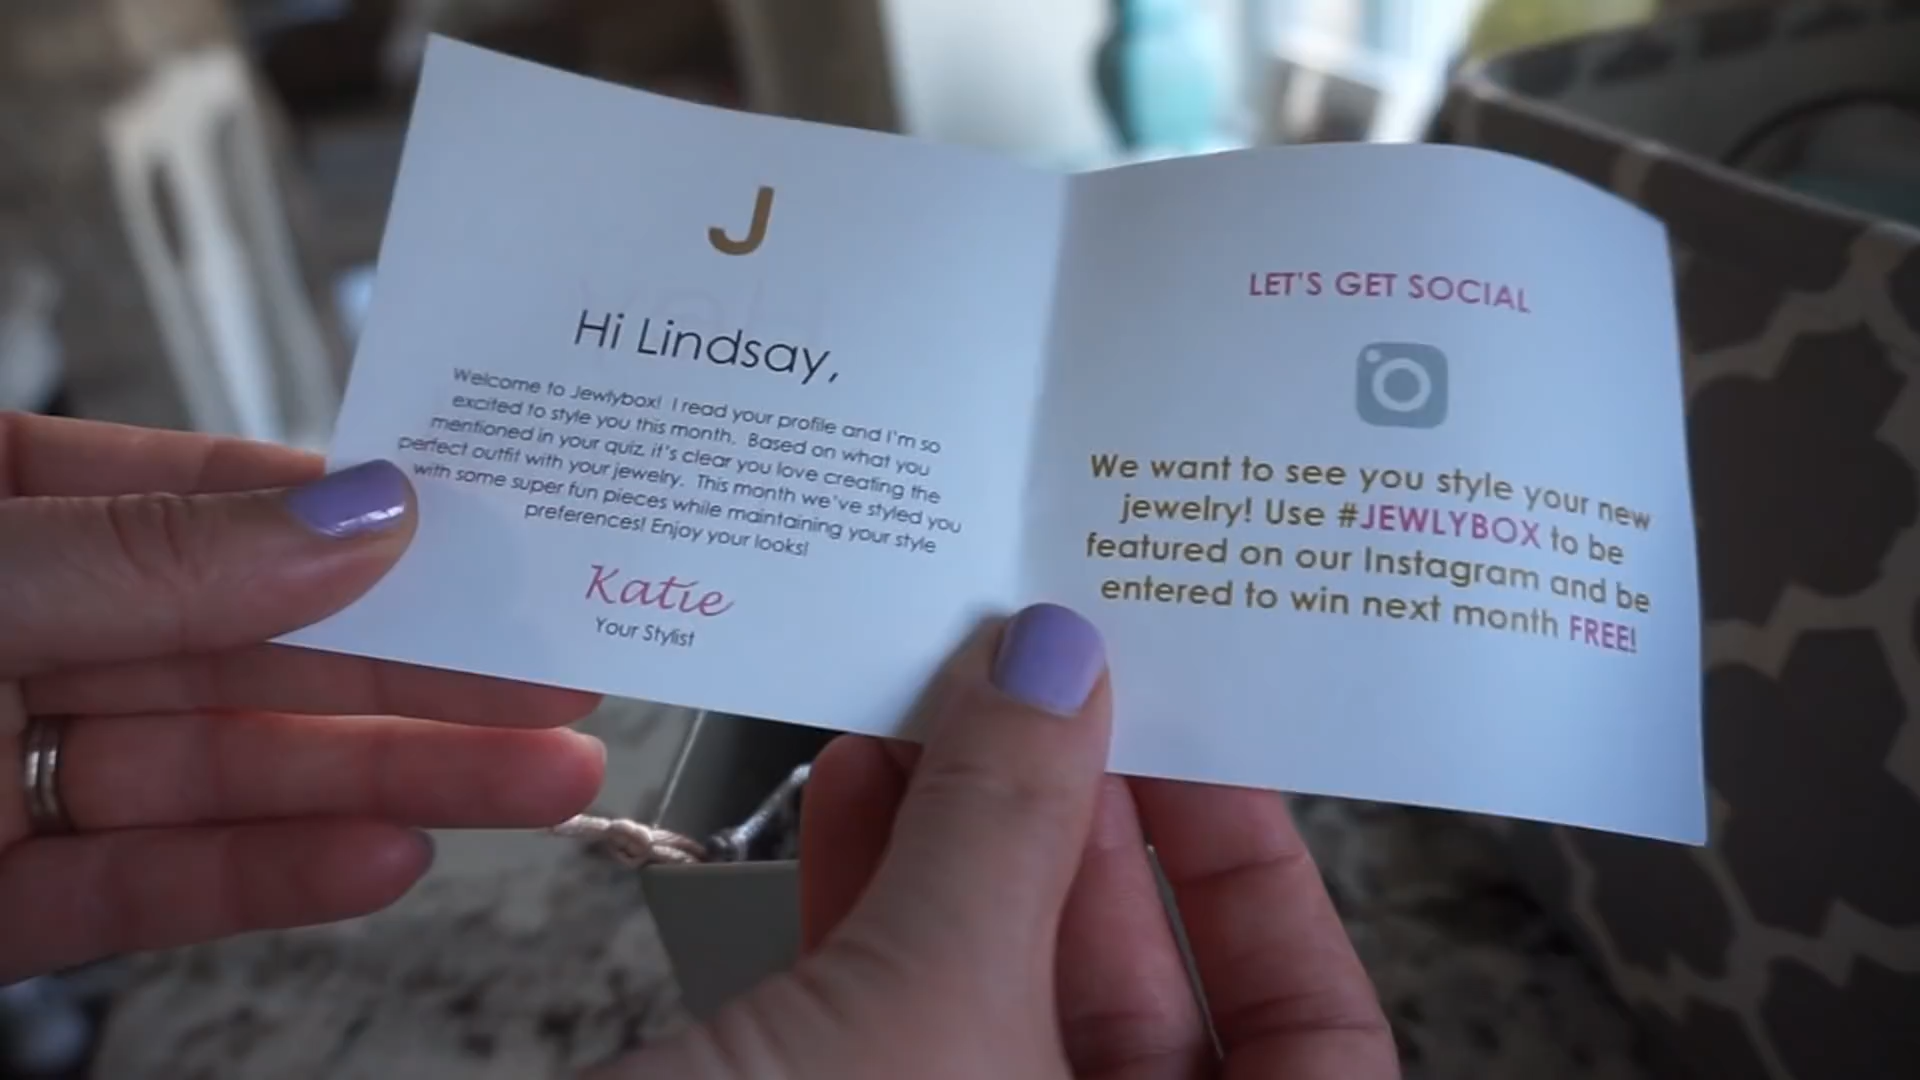 J
Hi Lindsay,
Welcome to Jewlybox! I read your profile and I'm so
excited to style you this month. Based on what you
mentioned in your quiz, it's clear you love creating the
perfect outfit with your jewelry. This month we've styled you
with some super fun pieces while maintaining your style
preferences! Enjoy your looks!
Katie
Your Stylist
LET'S GET SOCIAL
We want to see you style your new
jewelry! Use #JEWLYBOX to be
featured on our Instagram and be
entered to win next month FREE!